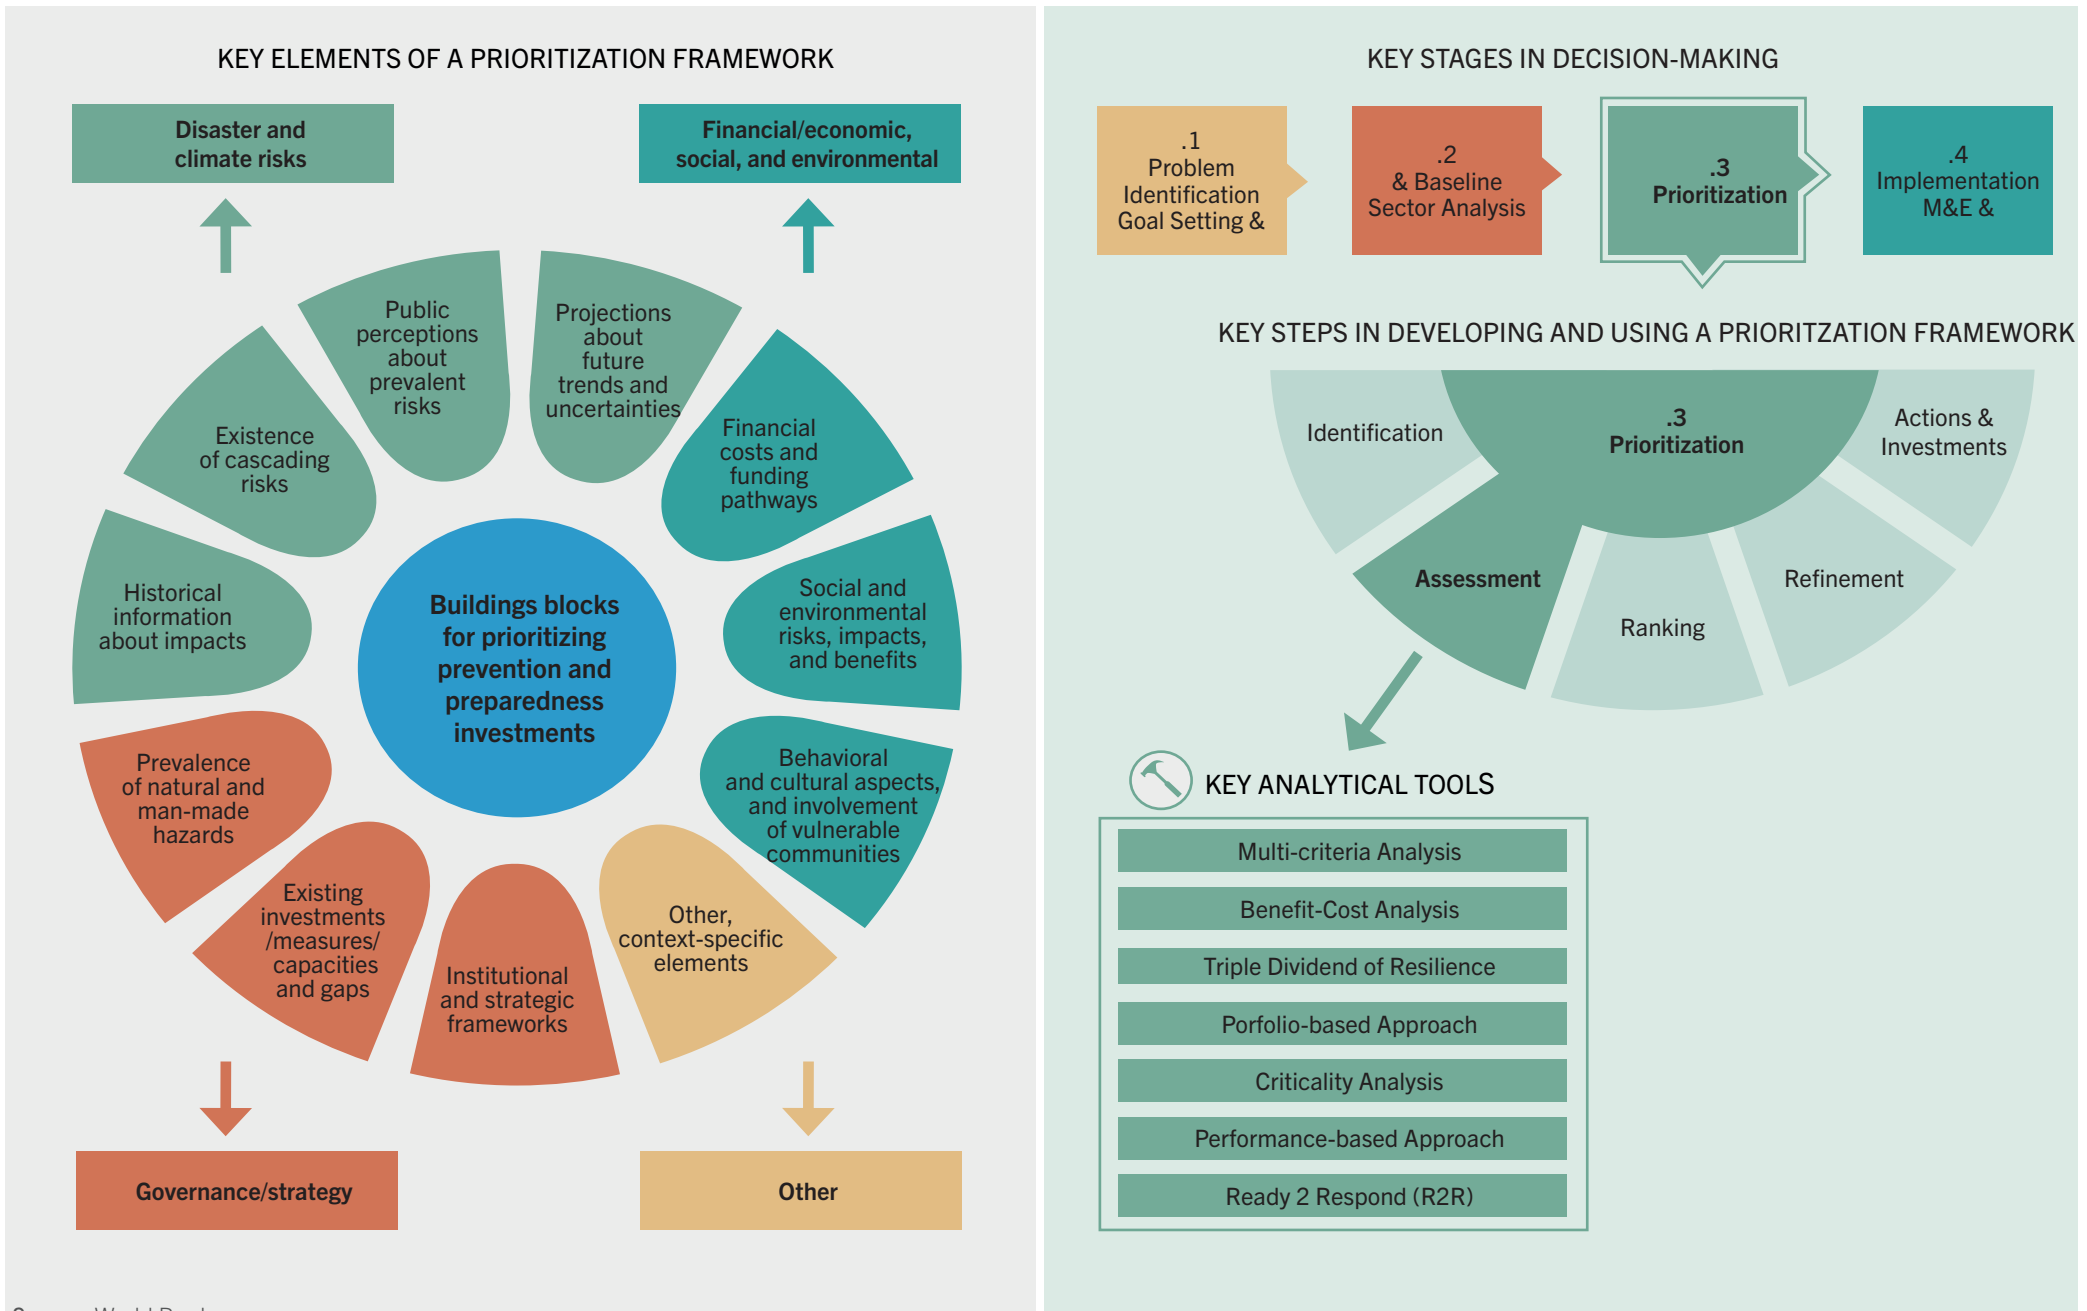 KEY ELEMENTS OF A PRIORITIZATION FRAMEWORK
Disaster and
climate risks
Financial/economic,
social, and environmental
Public
perceptions
about
prevalent
risks
Projections
about
future
trends and
uncertainties
Existence
of cascading
risks
Financial
costs and
funding
pathways
Historical
information
about impacts
Social and
environmental
risks, impacts,
and benefits
Buildings blocks
for prioritizing
prevention and
preparedness
investments
Prevalence
of natural and
man-made
hazards
Behavioral
and cultural aspects,
and involvement
of vulnerable
communities
Existing
investments
/measures/
capacities
and gaps
Institutional
and strategic
frameworks
Other,
context-specific
elements
Governance/strategy
Other
KEY STAGES IN DECISION-MAKING
.1
Problem
Identification
Goal Setting &
.2
& Baseline
Sector Analysis
.3
Prioritization
.4
Implementation
M&E &
KEY STEPS IN DEVELOPING AND USING A PRIORITZATION FRAMEWORK
Identification
.3
Prioritization
Actions &
Investments
Assessment
Ranking
Refinement
KEY ANALYTICAL TOOLS
Multi-criteria Analysis
Benefit-Cost Analysis
Triple Dividend of Resilience
Porfolio-based Approach
Criticality Analysis
Performance-based Approach
Ready 2 Respond (R2R)